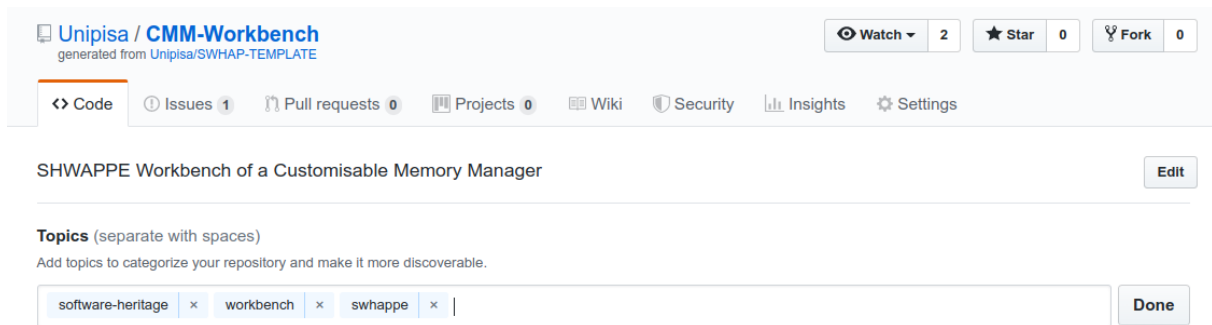 Unipisa / CMM-Workbench
generated from Unipisa/SWHAP-TEMPLATE
Watch 2 Star 0 Fork 0
Code Issues 1 Pull requests 0 Projects 0 Wiki Security Insights Settings
SHWAPPE Workbench of a Customisable Memory Manager
Edit
Topics (separate with spaces)
Add topics to categorize your repository and make it more discoverable.
software-heritage × workbench × swhappe ×
Done